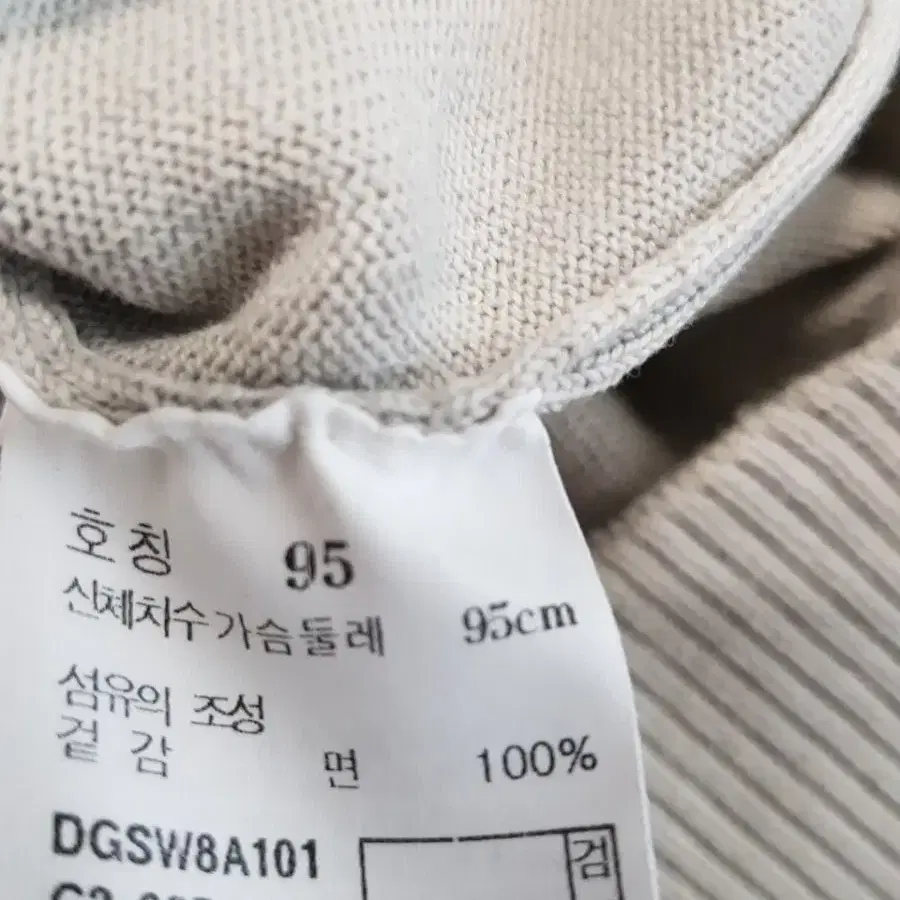 호칭 95
신체치수 가슴둘레 95cm
섬유의 조성
겉감 면 100%
DGSW8A101
검